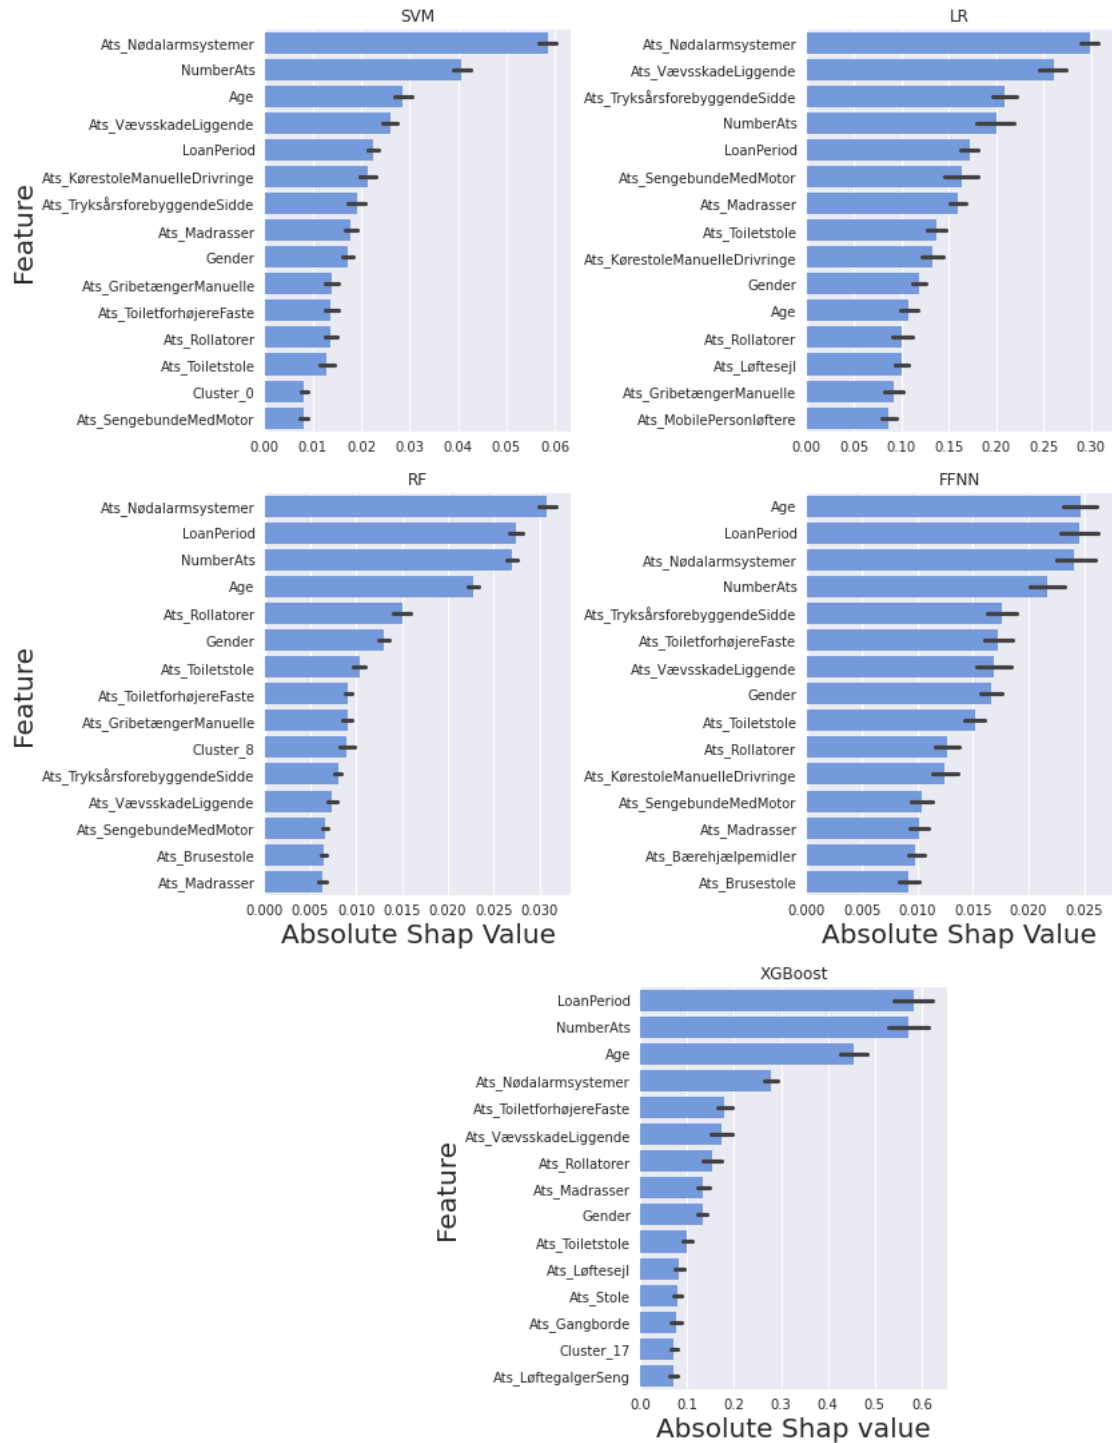 SVM
Ats_Nødalarmsystemer
NumberAts
Age
Ats_VævsskadeLiggende
LoanPeriod
Ats_KørestoleManuelleDrivringe
Ats_TryksårsforebyggendeSidde
Ats_Madrasser
Gender
Ats_GribetængerManuelle
Ats_ToiletforhøjereFaste
Ats_Rollatorer
Ats_Toiletstole
Cluster_0
Ats_SengebundeMedMotor
Feature
0.00 0.01 0.02 0.03 0.04 0.05 0.06
LR
Ats_Nødalarmsystemer
Ats_VævsskadeLiggende
Ats_TryksårsforebyggendeSidde
NumberAts
LoanPeriod
Ats_SengebundeMedMotor
Ats_Madrasser
Ats_Toiletstole
Ats_KørestoleManuelleDrivringe
Gender
Age
Ats_Rollatorer
Ats_Løftesejl
Ats_GribetængerManuelle
Ats_MobilePersonløftere
0.00 0.05 0.10 0.15 0.20 0.25 0.30
RF
Ats_Nødalarmsystemer
LoanPeriod
NumberAts
Age
Ats_Rollatorer
Gender
Ats_Toiletstole
Ats_ToiletforhøjereFaste
Ats_GribetængerManuelle
Cluster_8
Ats_TryksårsforebyggendeSidde
Ats_VævsskadeLiggende
Ats_SengebundeMedMotor
Ats_Brusestole
Ats_Madrasser
Feature
0.000 0.005 0.010 0.015 0.020 0.025 0.030
Absolute Shap Value
FFNN
Age
LoanPeriod
Ats_Nødalarmsystemer
NumberAts
Ats_TryksårsforebyggendeSidde
Ats_ToiletforhøjereFaste
Ats_VævsskadeLiggende
Gender
Ats_Toiletstole
Ats_Rollatorer
Ats_KørestoleManuelleDrivringe
Ats_SengebundeMedMotor
Ats_Madrasser
Ats_Bærehjælpemidler
Ats_Brusestole
0.000 0.005 0.010 0.015 0.020 0.025
Absolute Shap Value
XGBoost
LoanPeriod
NumberAts
Age
Ats_Nødalarmsystemer
Ats_ToiletforhøjereFaste
Ats_VævsskadeLiggende
Ats_Rollatorer
Ats_Madrasser
Gender
Ats_Toiletstole
Ats_Løftesejl
Ats_Stole
Ats_Gangborde
Cluster_17
Ats_LøftegalgerSeng
Feature
0.0 0.1 0.2 0.3 0.4 0.5 0.6
Absolute Shap value